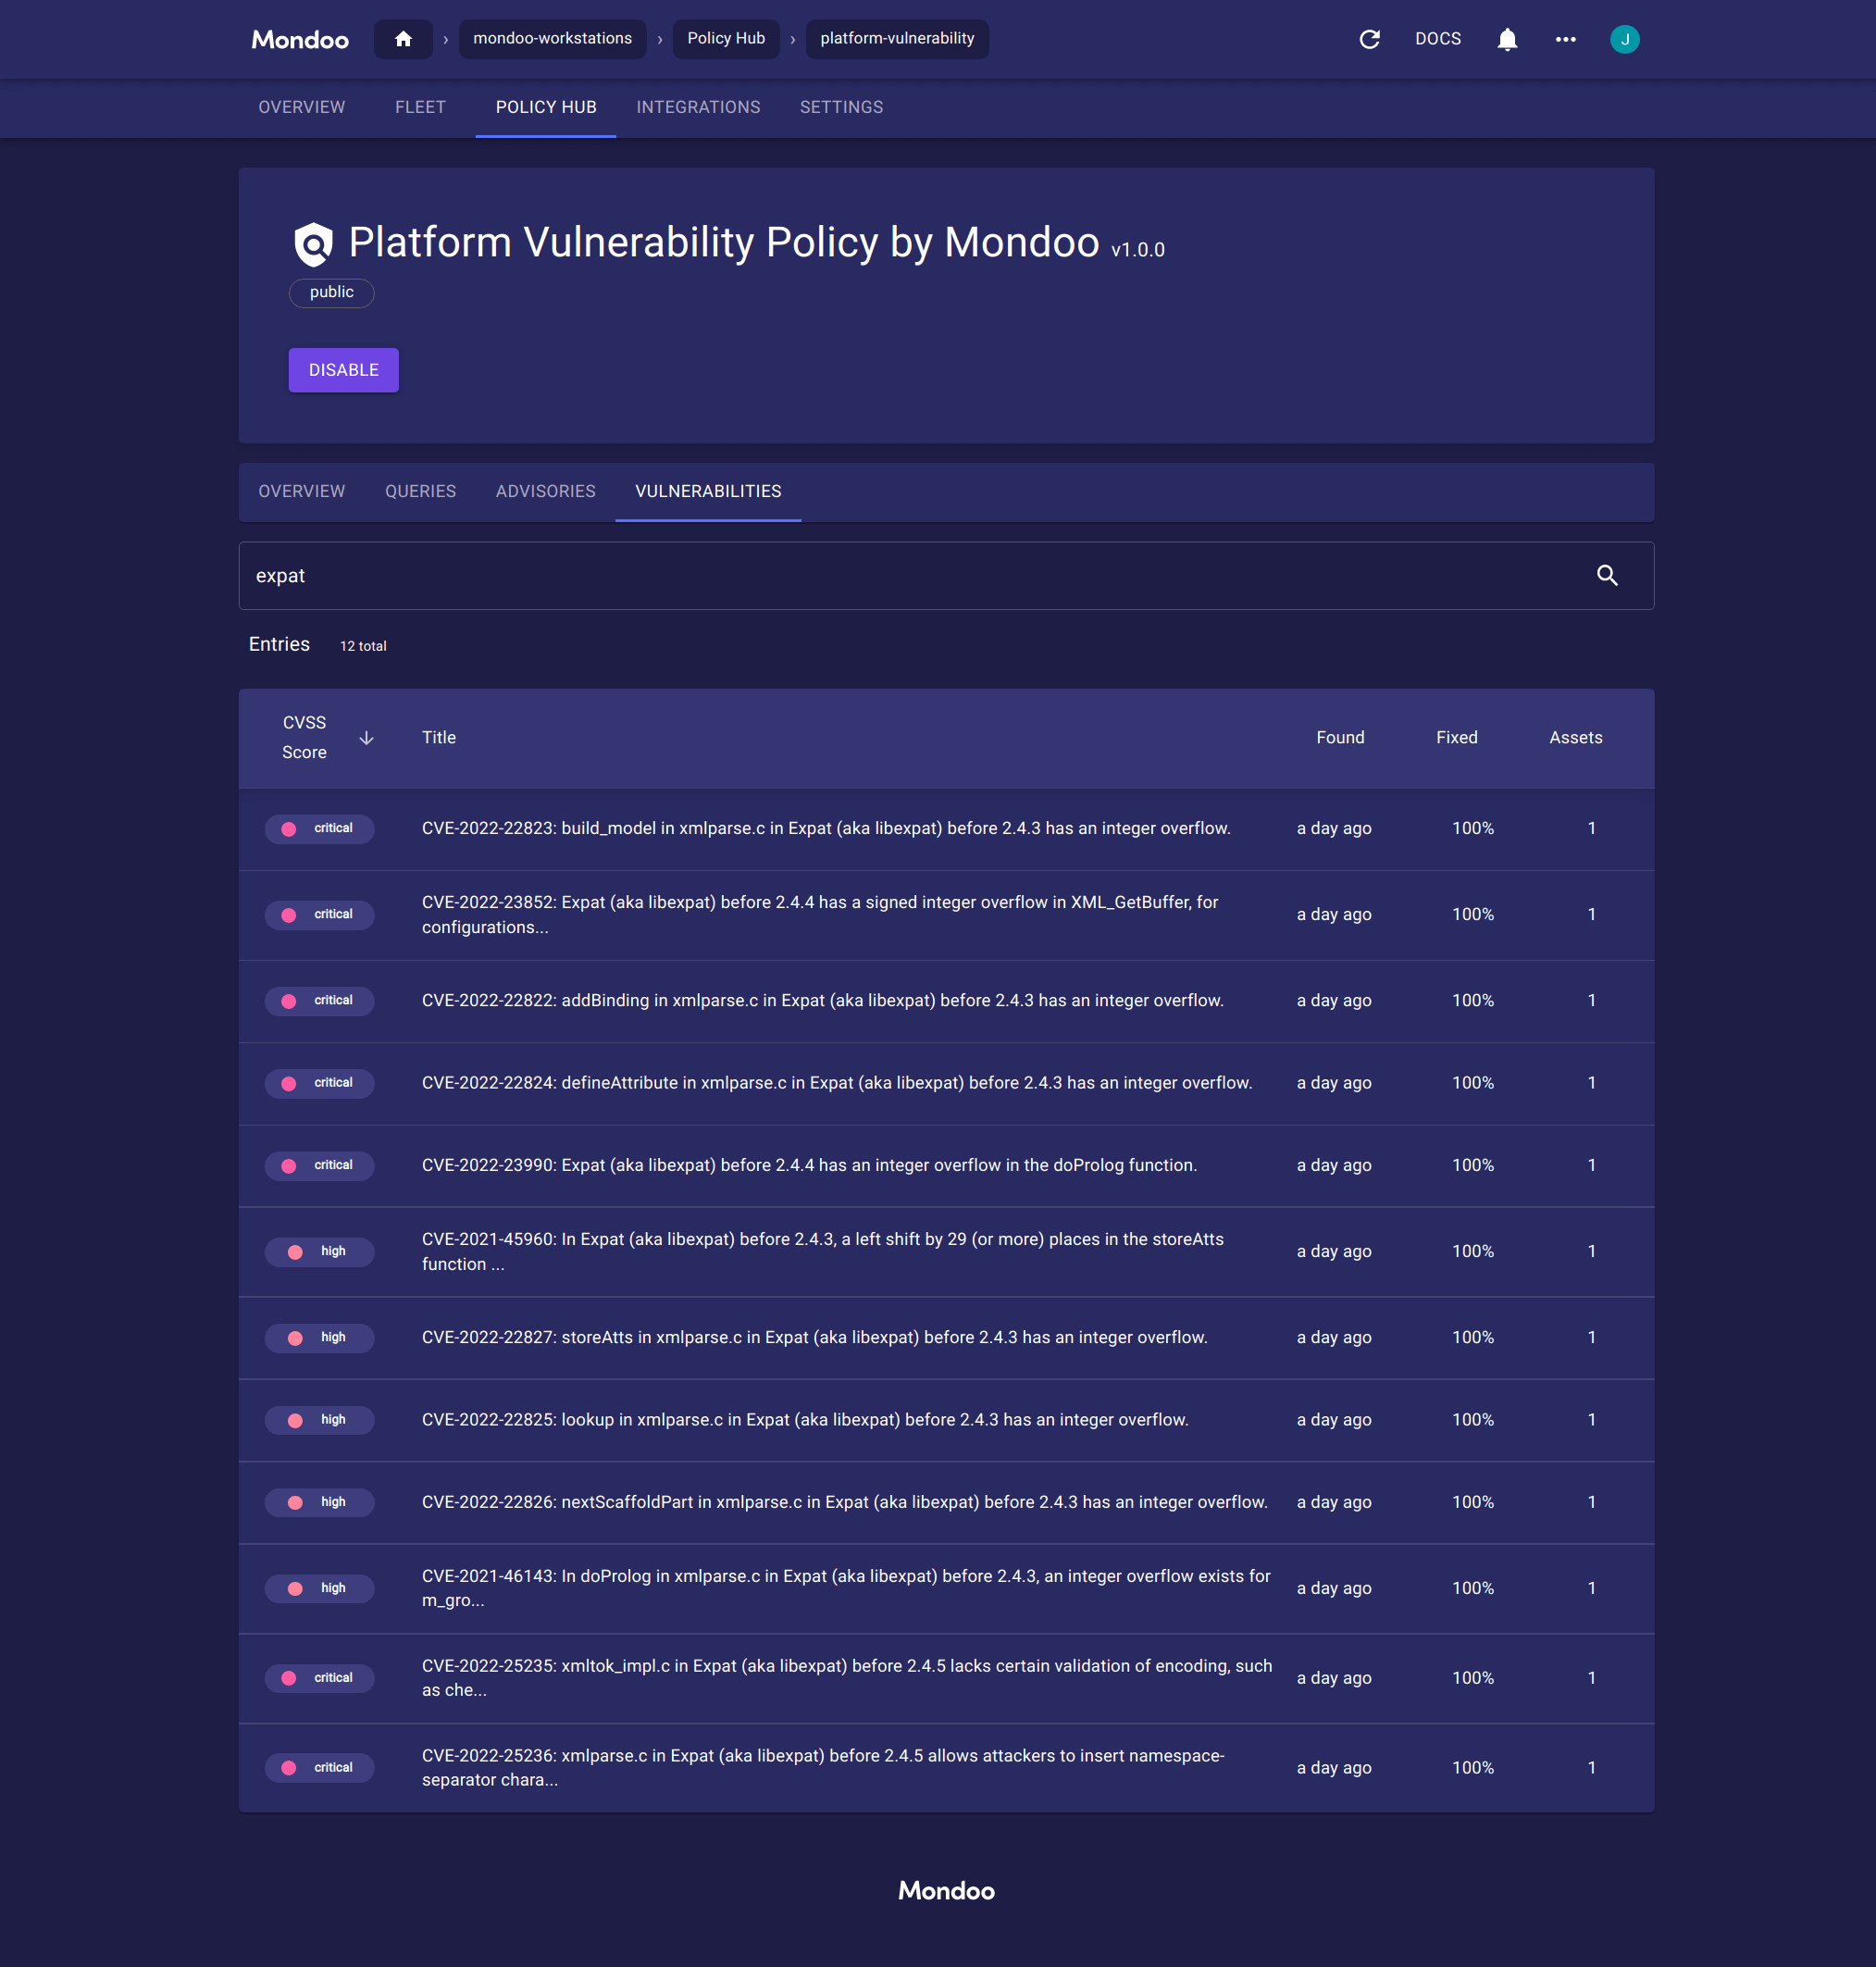 Mondoo
mondoo-workstations › Policy Hub › platform-vulnerability
DOCS
J
OVERVIEW FLEET POLICY HUB INTEGRATIONS SETTINGS
Platform Vulnerability Policy by Mondoo v1.0.0
public
DISABLE
OVERVIEW QUERIES ADVISORIES VULNERABILITIES
expat
Entries 12 total
CVSS
Score
Title Found Fixed Assets
critical CVE-2022-22823: build_model in xmlparse.c in Expat (aka libexpat) before 2.4.3 has an integer overflow. a day ago 100% 1
critical CVE-2022-23852: Expat (aka libexpat) before 2.4.4 has a signed integer overflow in XML_GetBuffer, for
configurations... a day ago 100% 1
critical CVE-2022-22822: addBinding in xmlparse.c in Expat (aka libexpat) before 2.4.3 has an integer overflow. a day ago 100% 1
critical CVE-2022-22824: defineAttribute in xmlparse.c in Expat (aka libexpat) before 2.4.3 has an integer overflow. a day ago 100% 1
critical CVE-2022-23990: Expat (aka libexpat) before 2.4.4 has an integer overflow in the doProlog function. a day ago 100% 1
high CVE-2021-45960: In Expat (aka libexpat) before 2.4.3, a left shift by 29 (or more) places in the storeAtts
function ... a day ago 100% 1
high CVE-2022-22827: storeAtts in xmlparse.c in Expat (aka libexpat) before 2.4.3 has an integer overflow. a day ago 100% 1
high CVE-2022-22825: lookup in xmlparse.c in Expat (aka libexpat) before 2.4.3 has an integer overflow. a day ago 100% 1
high CVE-2022-22826: nextScaffoldPart in xmlparse.c in Expat (aka libexpat) before 2.4.3 has an integer overflow. a day ago 100% 1
high CVE-2021-46143: In doProlog in xmlparse.c in Expat (aka libexpat) before 2.4.3, an integer overflow exists for
m_gro... a day ago 100% 1
critical CVE-2022-25235: xmltok_impl.c in Expat (aka libexpat) before 2.4.5 lacks certain validation of encoding, such
as che... a day ago 100% 1
critical CVE-2022-25236: xmlparse.c in Expat (aka libexpat) before 2.4.5 allows attackers to insert namespace-
separator chara... a day ago 100% 1
Mondoo